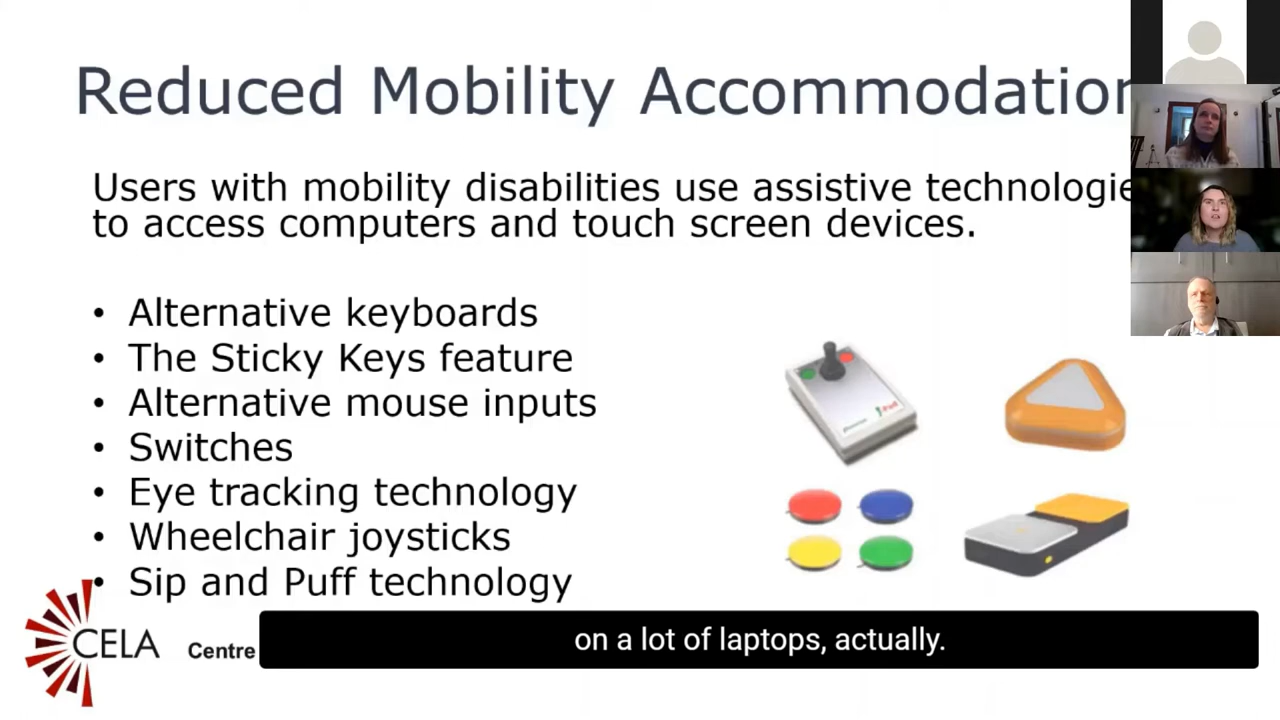 Reduced Mobility Accommodation
Users with mobility disabilities use assistive technologie
to access computers and touch screen devices.
• Alternative keyboards
• The Sticky Keys feature
• Alternative mouse inputs
• Switches
• Eye tracking technology
• Wheelchair joysticks
• Sip and Puff technology
CELA
Centre
on a lot of laptops, actually.